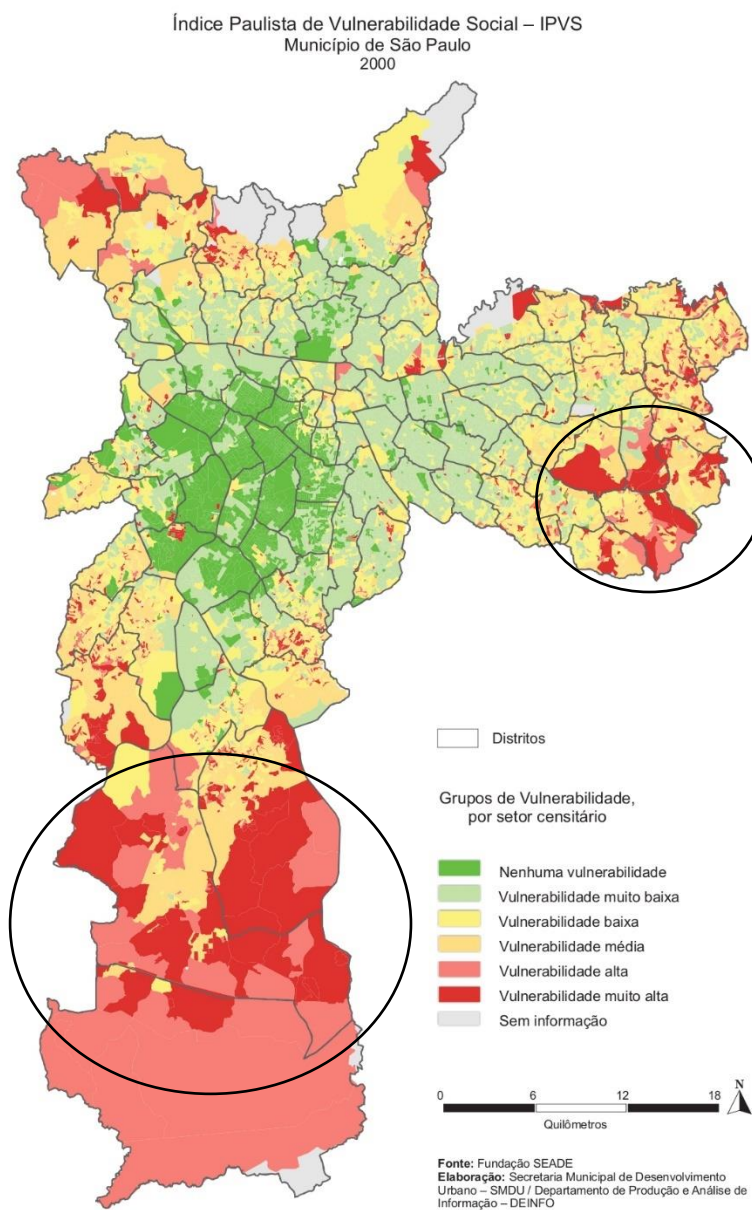 Índice Paulista de Vulnerabilidade Social – IPVS
Município de São Paulo
2000
Distritos
Grupos de Vulnerabilidade,
por setor censitário
Nenhuma vulnerabilidade
Vulnerabilidade muito baixa
Vulnerabilidade baixa
Vulnerabilidade média
Vulnerabilidade alta
Vulnerabilidade muito alta
Sem informação
0 6 12 18
Quilômetros
N
Fonte: Fundação SEADE
Elaboração: Secretaria Municipal de Desenvolvimento
Urbano – SMDU / Departamento de Produção e Análise de
Informação – DEINFO